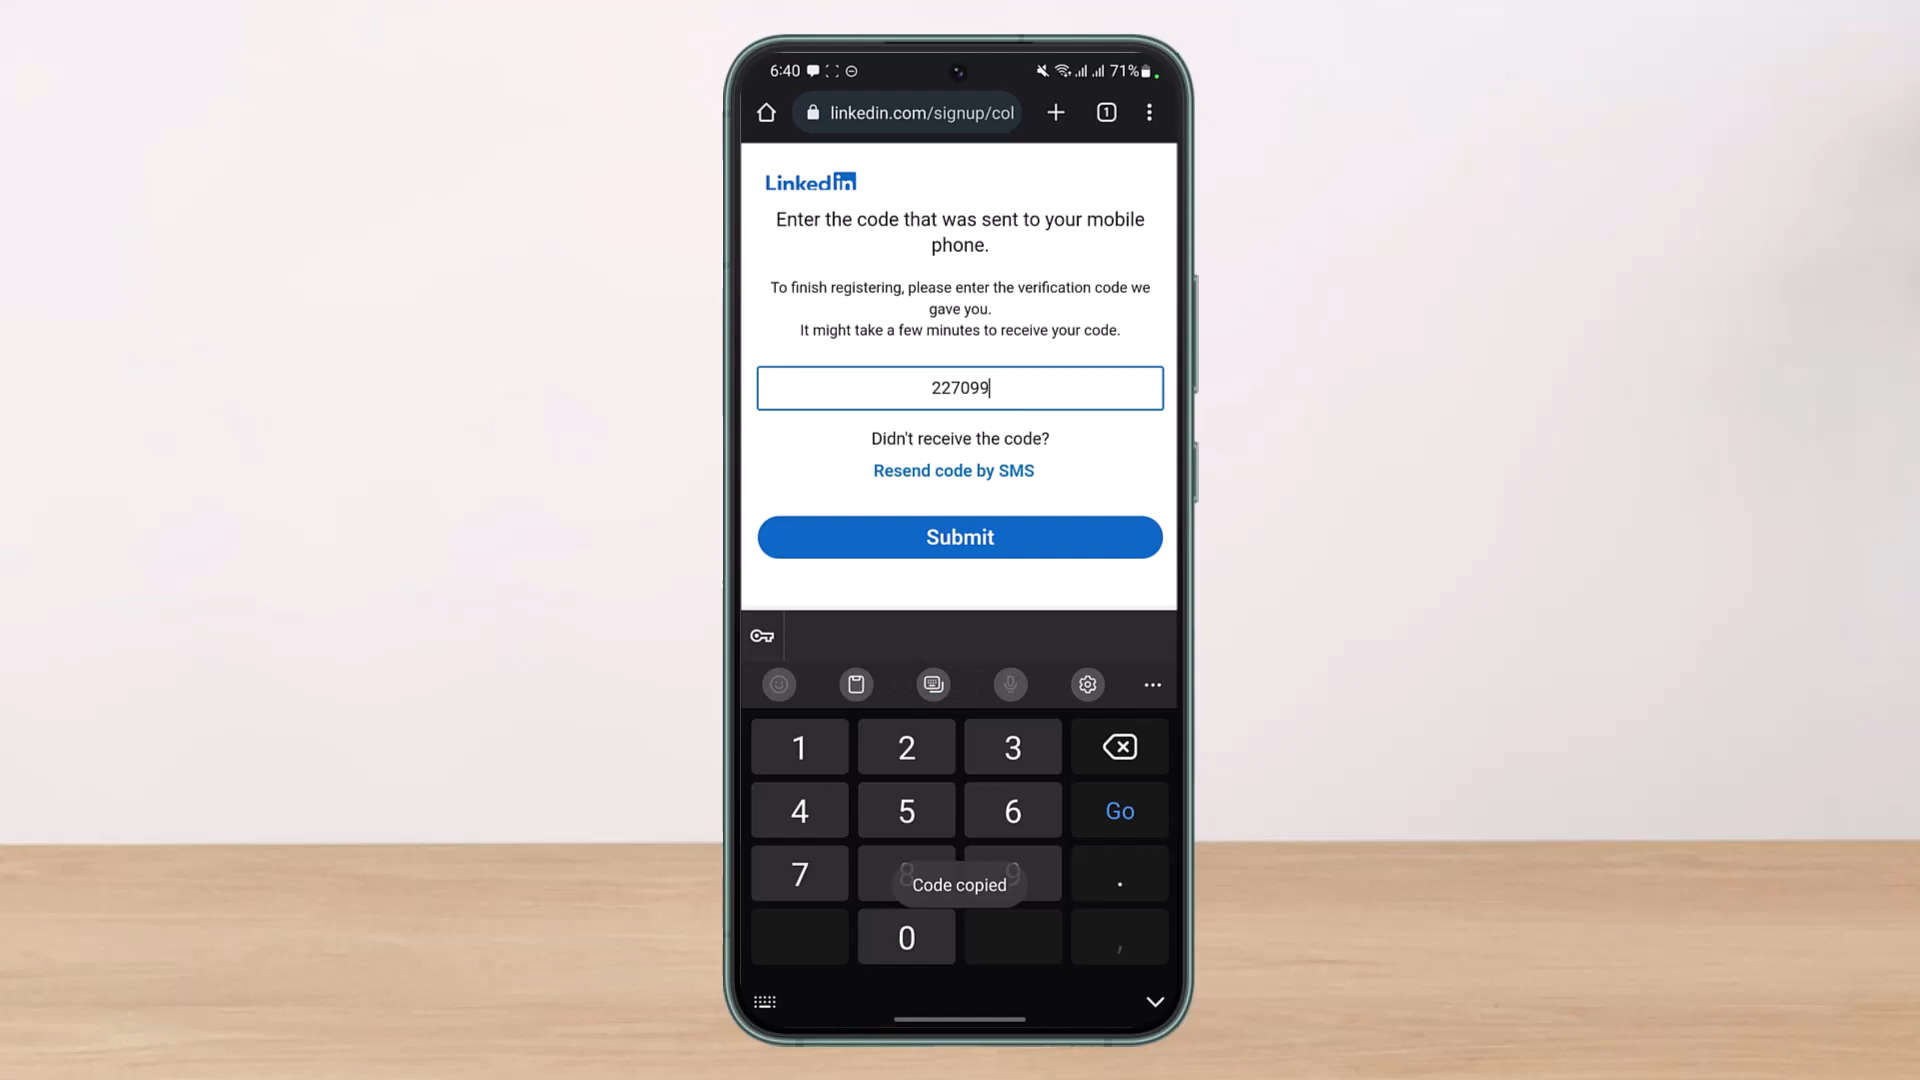 6:40 71%
linkedin.com/signup/col 1
Linkedin
Enter the code that was sent to your mobile
phone.
To finish registering, please enter the verification code we
gave you.
It might take a few minutes to receive your code.
227099
Didn't receive the code?
Resend code by SMS
Submit
1 2 3
4 5 6 Go
7 8 9 .
Code copied
0 ,